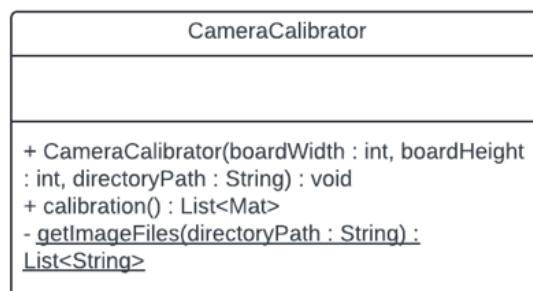 CameraCalibrator
+ CameraCalibrator(boardWidth : int, boardHeight
: int, directoryPath : String) : void
+ calibration() : List<Mat>
- getImageFiles(directoryPath : String) :
List<String>